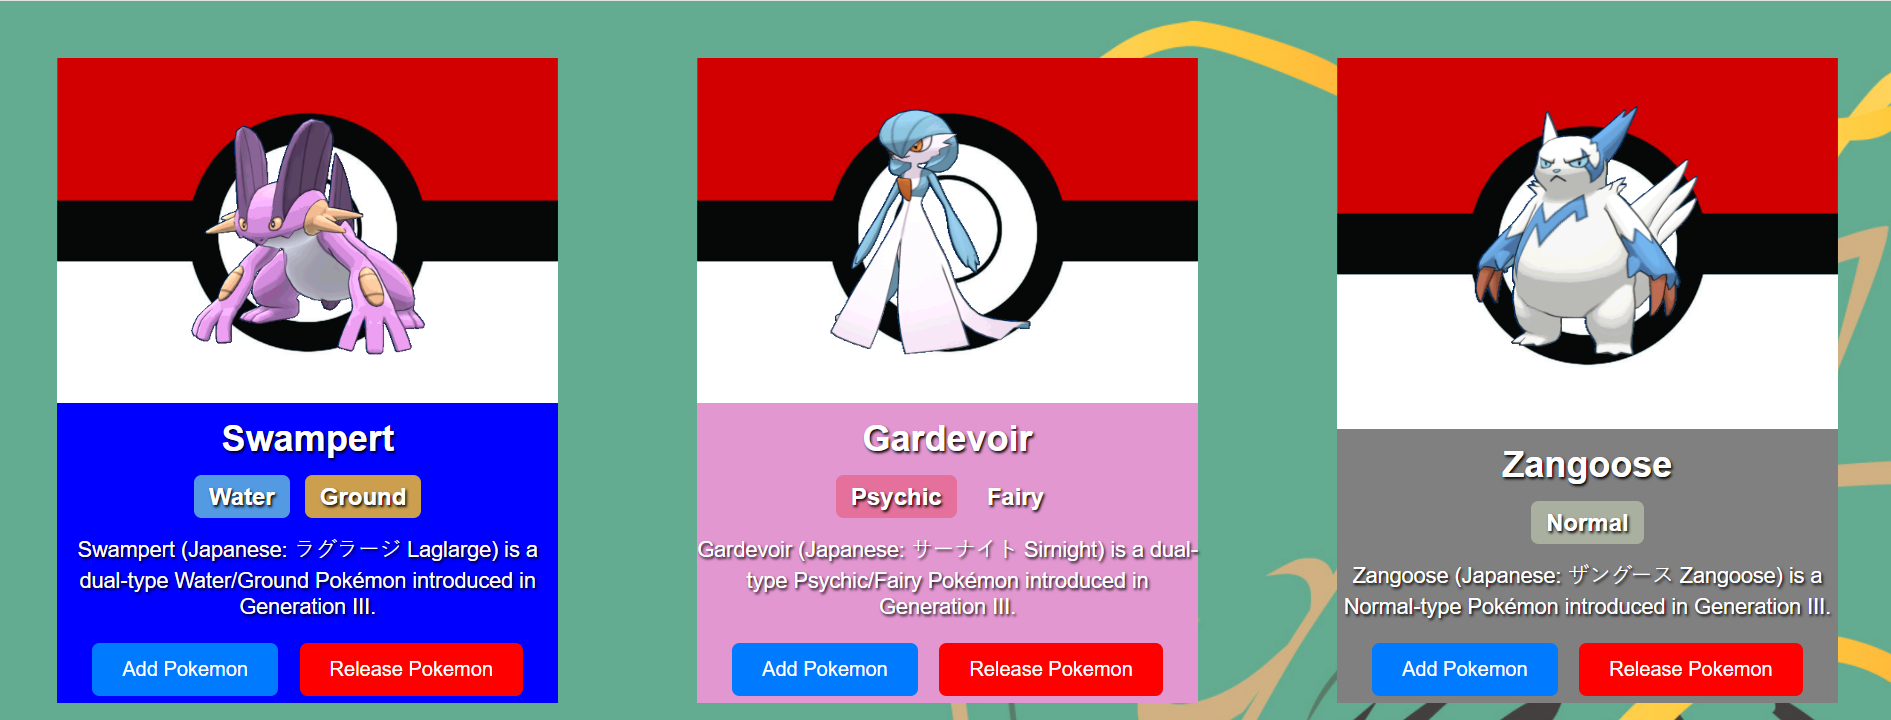 Swampert
Water Ground
Swampert (Japanese: ラグラージ Laglarge) is a
dual-type Water/Ground Pokémon introduced in
Generation III.
Add Pokemon Release Pokemon
Gardevoir
Psychic Fairy
Gardevoir (Japanese: サーナイト Sirnight) is a dual-
type Psychic/Fairy Pokémon introduced in
Generation III.
Add Pokemon Release Pokemon
Zangoose
Normal
Zangoose (Japanese: ザングース Zangoose) is a
Normal-type Pokémon introduced in Generation III.
Add Pokemon Release Pokemon